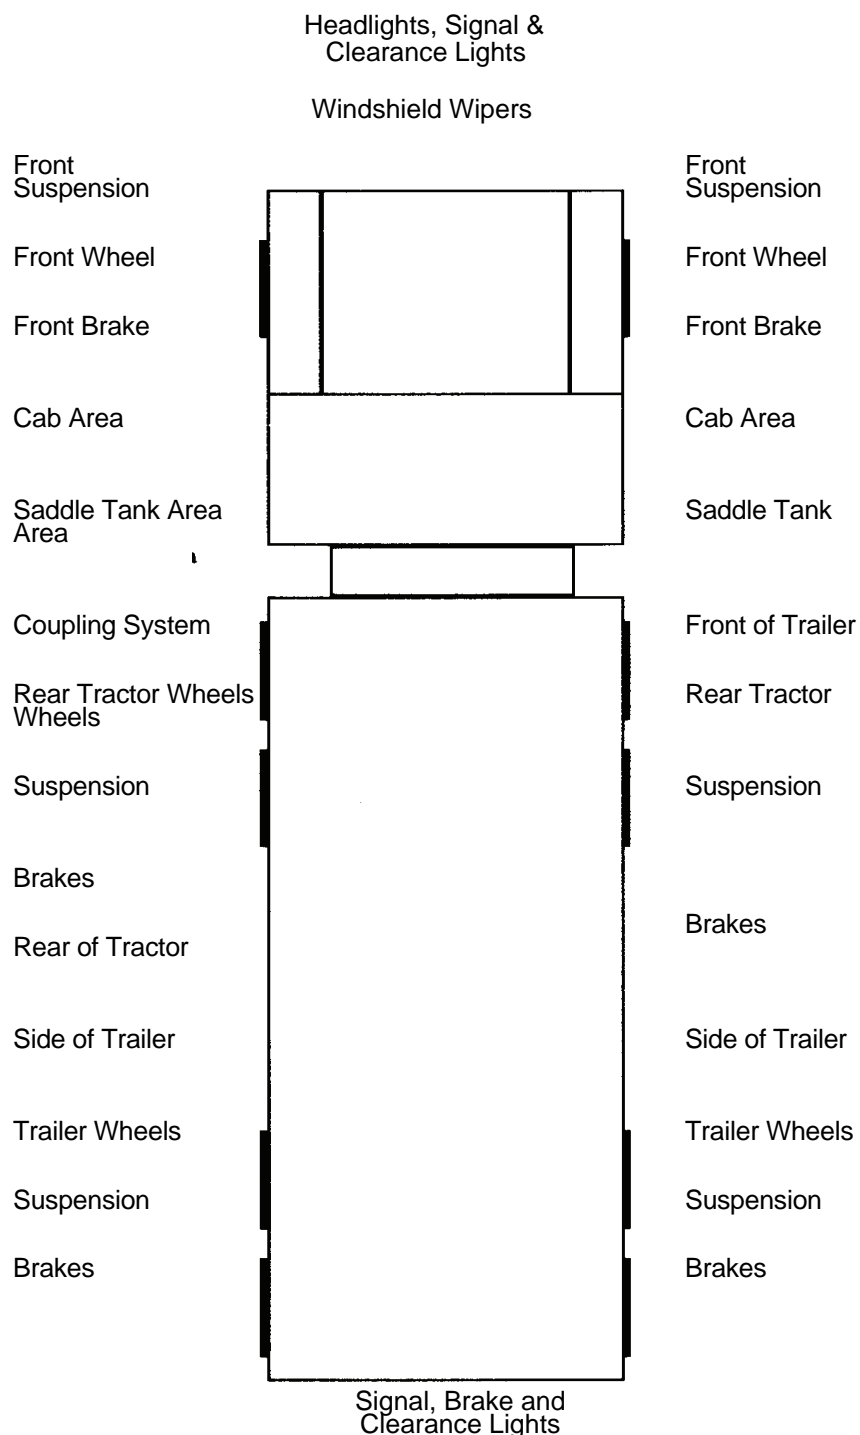 Headlights, Signal &
Clearance Lights
Windshield Wipers
Front
Suspension
Front Wheel
Front Brake
Cab Area
Saddle Tank Area
Area
Coupling System
Rear Tractor Wheels
Wheels
Suspension
Brakes
Rear of Tractor
Side of Trailer
Trailer Wheels
Suspension
Brakes
Front
Suspension
Front Wheel
Front Brake
Cab Area
Saddle Tank
Front of Trailer
Rear Tractor
Suspension
Brakes
Side of Trailer
Trailer Wheels
Suspension
Brakes
Signal, Brake and
Clearance Lights